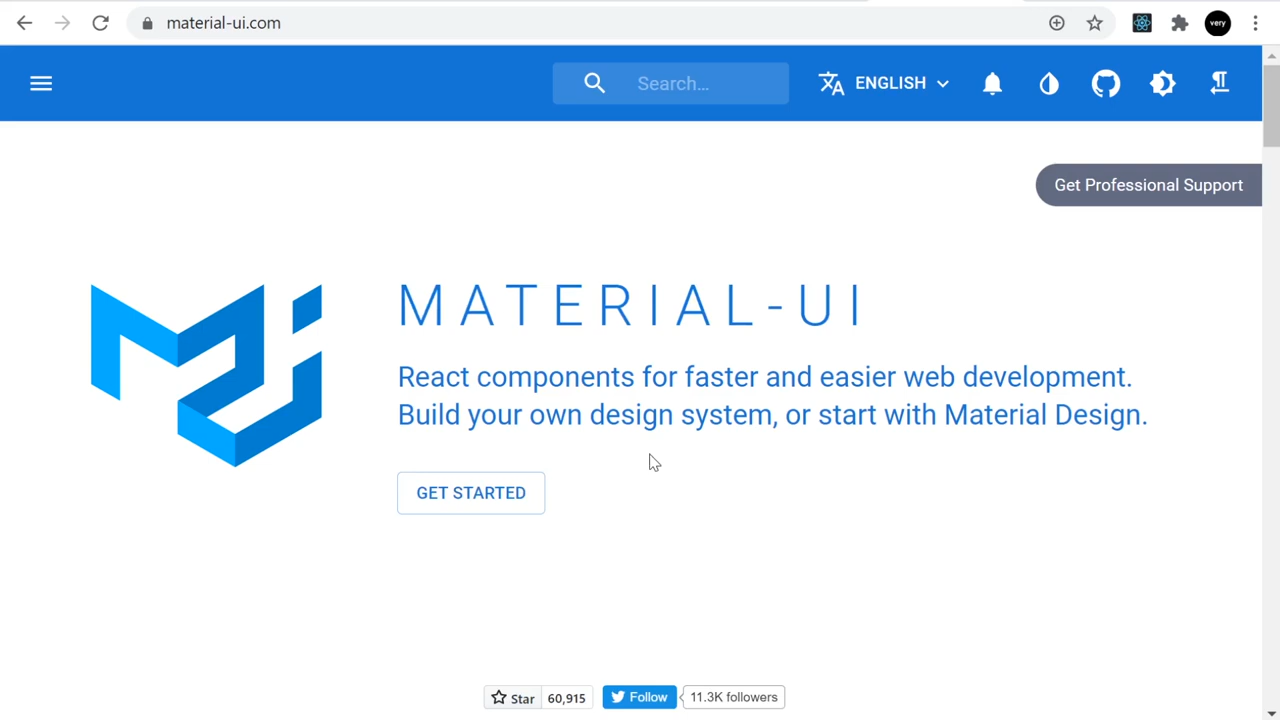 material-ui.com
very
Search...
ENGLISH
Get Professional Support
MATERIAL-UI
React components for faster and easier web development.
Build your own design system, or start with Material Design.
GET STARTED
Star 60,915 Follow 11.3K followers